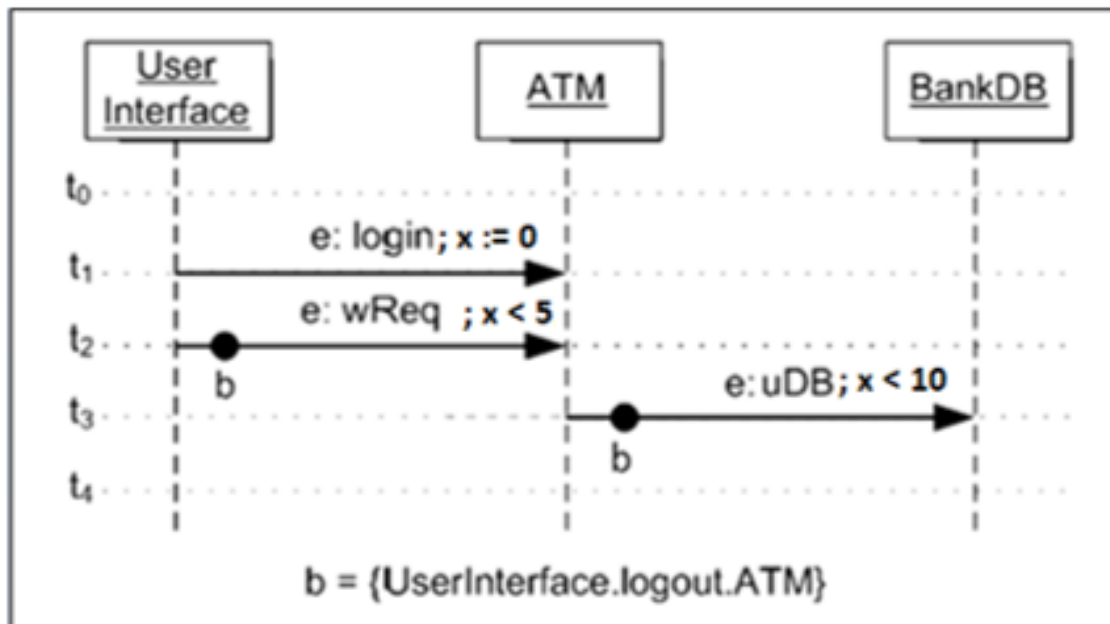 User
Interface
ATM
BankDB
t0
e: login; x := 0
t1
e: wReq ; x < 5
t2
b
e:uDB; x < 10
t3
b
t4
b = {UserInterface.logout.ATM}